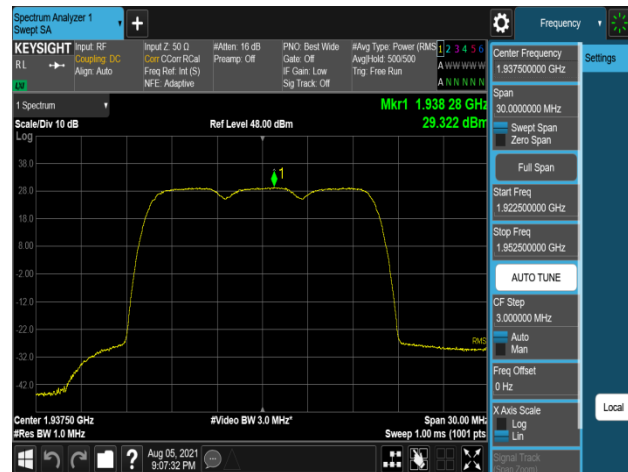 Spectrum Analyzer 1
Swept SA
Frequency
KEYSIGHT
RL
Input: RF
Coupling: DC
Align: Auto
Input Z: 50 Ω
Corr CCorr RCal
Freq Ref: Int (S)
NFE: Adaptive
#Atten: 16 dB
Preamp: Off
PNO: Best Wide
Gate: Off
IF Gain: Low
Sig Track: Off
#Avg Type: Power (RMS
Avg|Hold: 500/500
Trig: Free Run
1 2 3 4 5 6
A W W W W W
A N N N N N
LXI
1 Spectrum
Mkr1 1.938 28 GHz
Scale/Div 10 dB
Ref Level 48.00 dBm
29.322 dBm
Log
38.0
28.0
18.0
8.00
-2.00
-12.0
-22.0
-32.0
-42.0
1
RMS
Center 1.93750 GHz
#Video BW 3.0 MHz*
Span 30.00 MHz
#Res BW 1.0 MHz
Sweep 1.00 ms (1001 pts)
?
Aug 05, 2021
9:07:32 PM
Center Frequency
1.937500000 GHz
Settings
Span
30.0000000 MHz
Swept Span
Zero Span
Full Span
Start Freq
1.922500000 GHz
Stop Freq
1.952500000 GHz
AUTO TUNE
CF Step
3.000000 MHz
Auto
Man
Freq Offset
0 Hz
X Axis Scale
Log
Lin
Local
Signal Track
(Span Zoom)